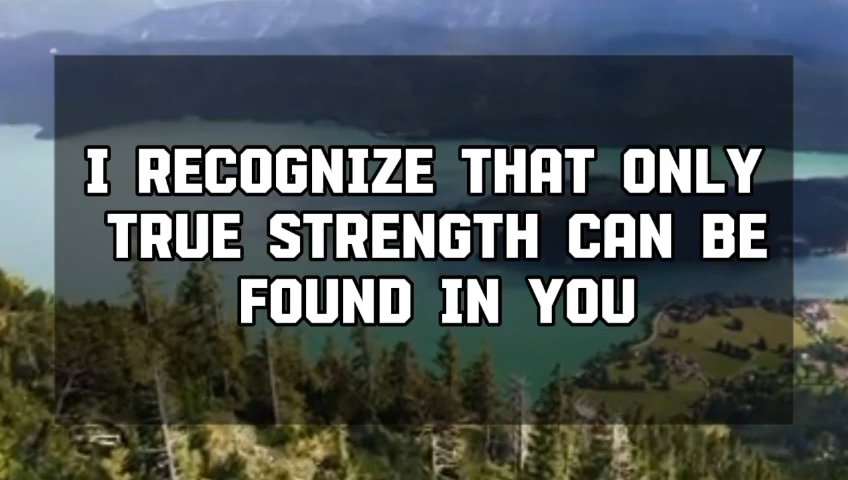 I RECOGNIZE THAT ONLY
TRUE STRENGTH CAN BE
FOUND IN YOU